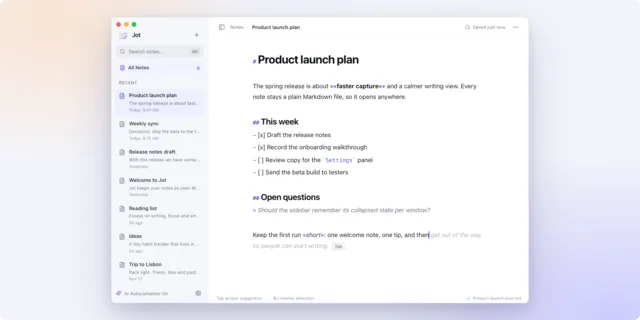 Jot
Search notes...
All Notes
RECENT
Product launch plan
The spring release is about fast...
Today, 9:41 AM
Weekly sync
Decisions: ship the beta to the t...
Today, 9:15 AM
Release notes draft
With this release we have some...
Yesterday
Welcome to Jot
Jot keeps your notes as plain M...
Yesterday
Reading list
Essays on writing, focus and
Ideas
A tiny habit tracker that lives in
Trip to Lisbon
Pack light. Trams, tiles and
AI Autocomplete On
Notes › Product launch plan
Saved just now
# Product launch plan
The spring release is about **faster capture** and a calmer writing view. Every
note stays a plain Markdown file, so it opens anywhere.
## This week
- [x] Draft the release notes
- [x] Record the onboarding walkthrough
- [ ] Review copy for the `Settings` panel
- [ ] Send the beta build to testers
## Open questions
> Should the sidebar remember its collapsed state per window?
Keep the first run *short*: one welcome note, one tip, and then get out of the way
so people can start writing. Tab
Tab accept suggestion
⌘J rewrite selection
Product launch plan.md